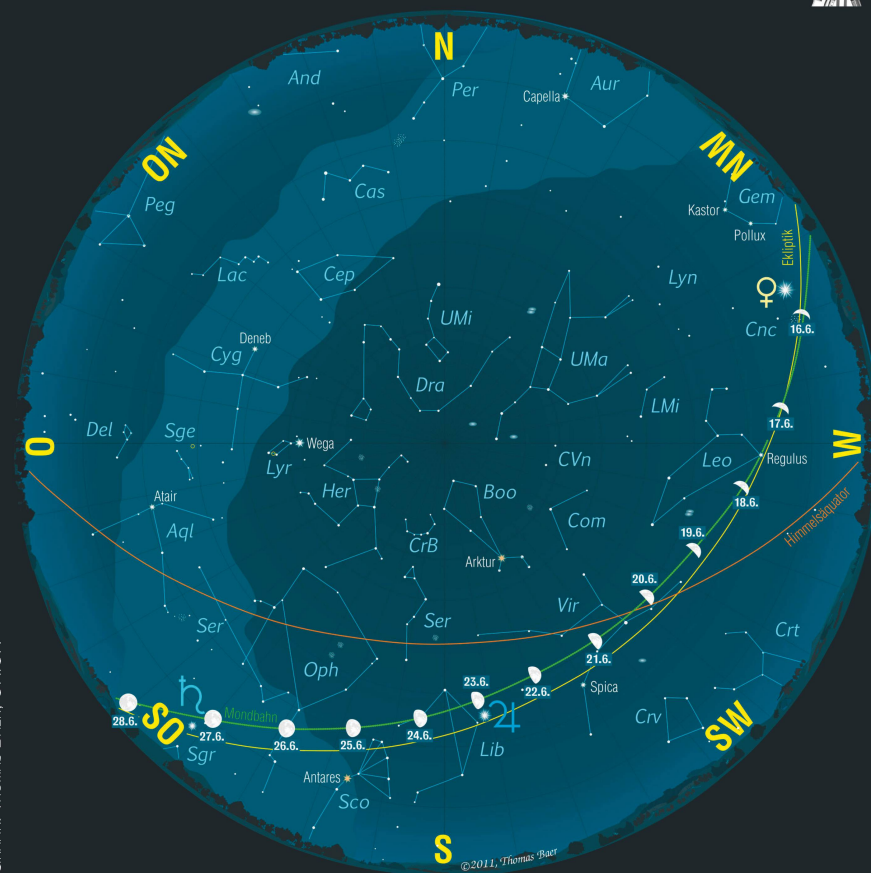 N
And
Per
Aur
Capella
NO
NW
Peg
Cas
Gem
Kastor
Pollux
Lac
Cep
Lyn
Ekliptik
♀
UMi
Cnc
16.6.
Deneb
Cyg
UMa
Dra
LMi
17.6.
Del
Sge
O
Wega
W
Lyr
CVn
Leo
Regulus
Her
Boo
18.6.
Atair
Com
Himmelsäquator
Aql
CrB
19.6.
Arktur
20.6.
Vir
Ser
Ser
Crt
21.6.
Oph
♄
23.6.
22.6.
Spica
Mondbahn
♃
28.6.
SO
27.6.
26.6.
25.6.
24.6.
Crv
SW
Sgr
Lib
Antares
Sco
S
©2011, Thomas Baer